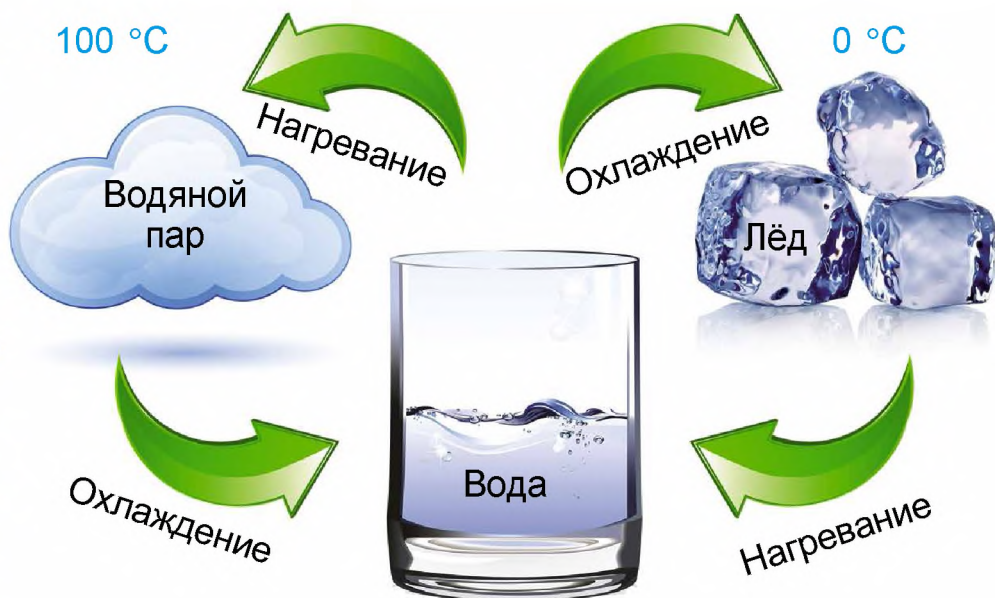 100 °C
0 °C
Нагревание
Охлаждение
Водяной
пар
Лёд
Вода
Охлаждение
Нагревание